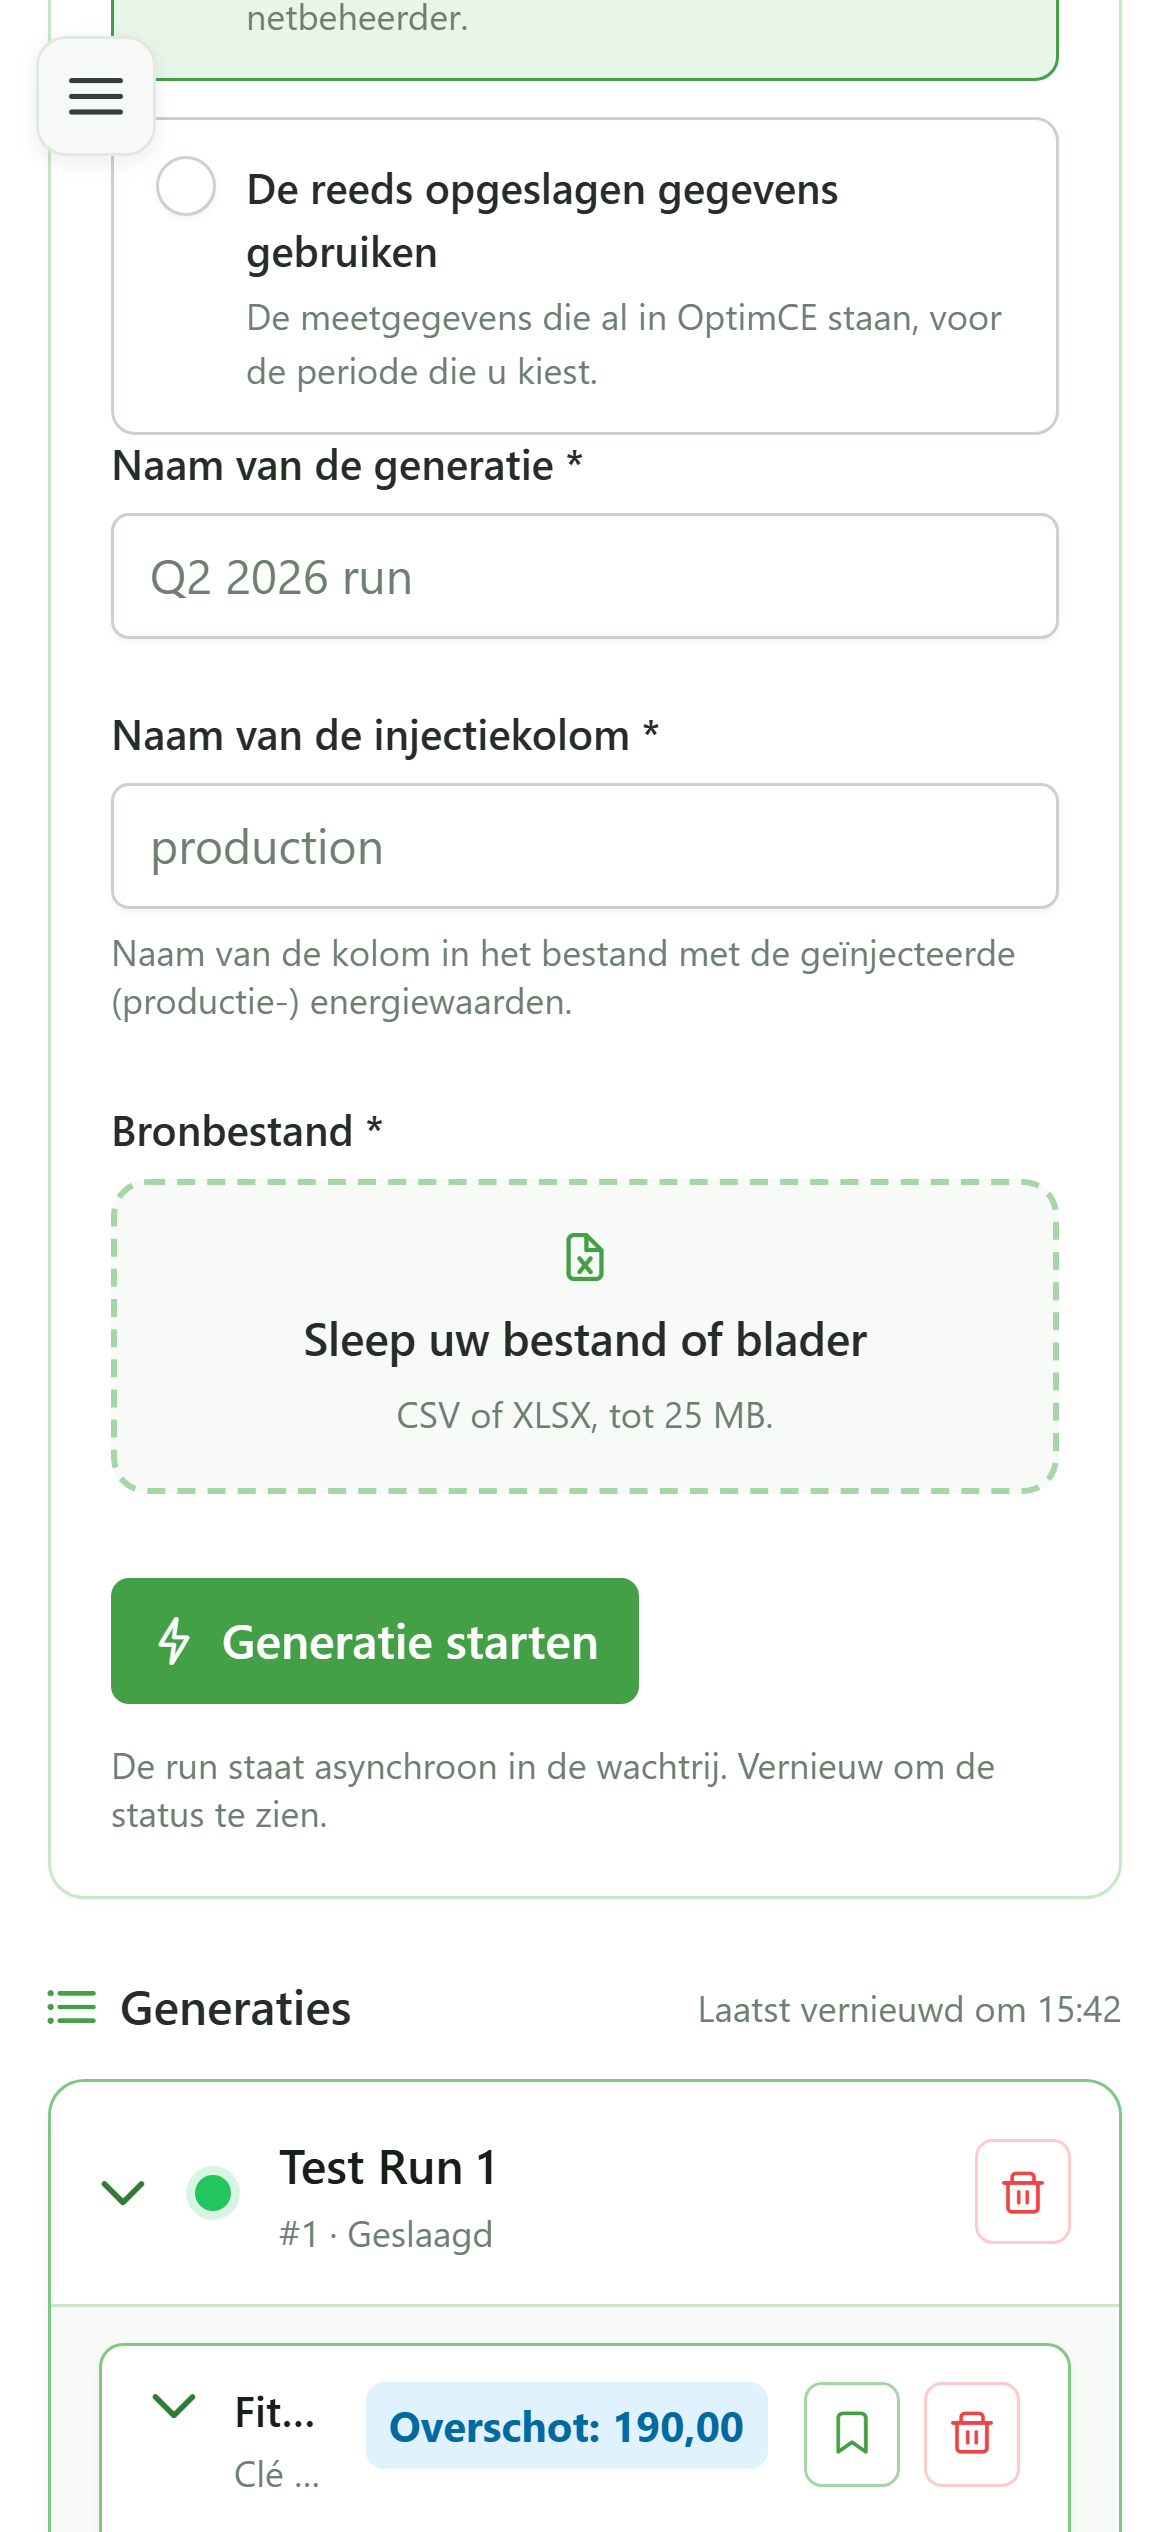 netbeheerder.
De reeds opgeslagen gegevens
gebruiken
De meetgegevens die al in OptimCE staan, voor
de periode die u kiest.
Naam van de generatie *
Q2 2026 run
Naam van de injectiekolom *
production
Naam van de kolom in het bestand met de geïnjecteerde
(productie-) energiewaarden.
Bronbestand *
Sleep uw bestand of blader
CSV of XLSX, tot 25 MB.
Generatie starten
De run staat asynchroon in de wachtrij. Vernieuw om de
status te zien.
Generaties
Laatst vernieuwd om 15:42
Test Run 1
#1 · Geslaagd
Fit...
Overschot: 190,00
Clé ...